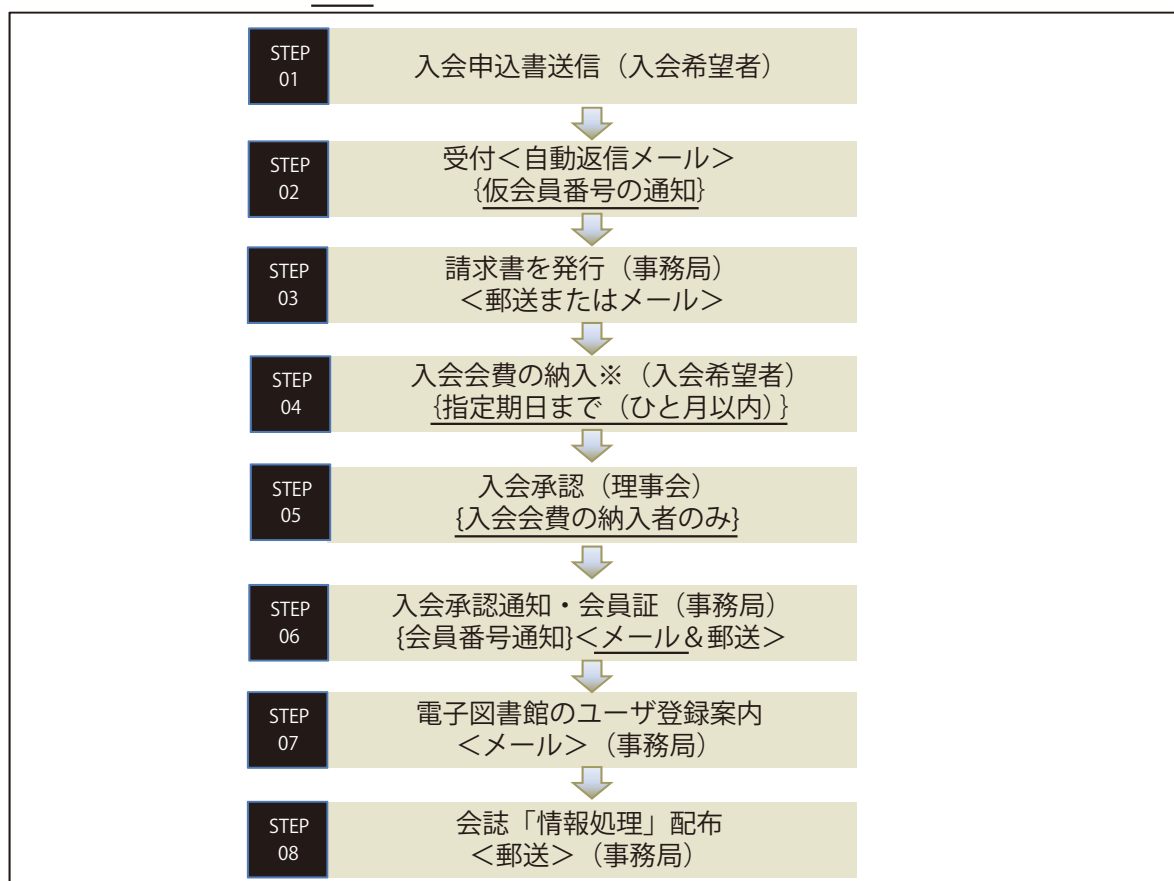 STEP
01
入会申込書送信（入会希望者）
STEP
02
受付＜自動返信メール＞
{仮会員番号の通知}
STEP
03
請求書を発行（事務局）
＜郵送またはメール＞
STEP
04
入会会費の納入※（入会希望者）
{指定期日まで（ひと月以内）}
STEP
05
入会承認（理事会）
{入会会費の納入者のみ}
STEP
06
入会承認通知・会員証（事務局）
{会員番号通知}＜メール＆郵送＞
STEP
07
電子図書館のユーザ登録案内
＜メール＞（事務局）
STEP
08
会誌「情報処理」配布
＜郵送＞（事務局）